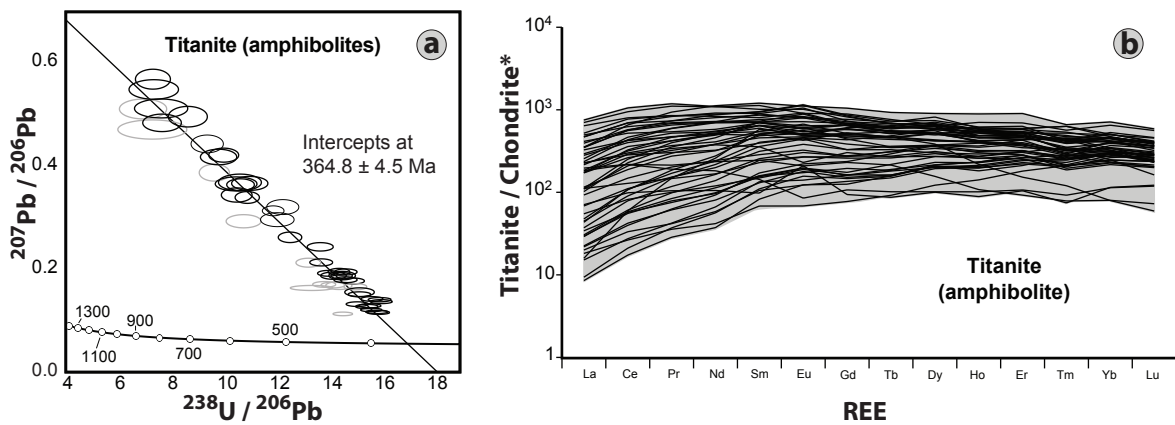 Titanite (amphibolites)
a
Intercepts at
364.8 ± 4.5 Ma
207Pb / 206Pb
0.6
0.4
0.2
0.0
1300
1100
900
700
500
4 6 8 10 12 14 16 18
238U / 206Pb
b
Titanite / Chondrite*
10⁴
10³
10²
10
1
Titanite
(amphibolite)
La Ce Pr Nd Sm Eu Gd Tb Dy Ho Er Tm Yb Lu
REE